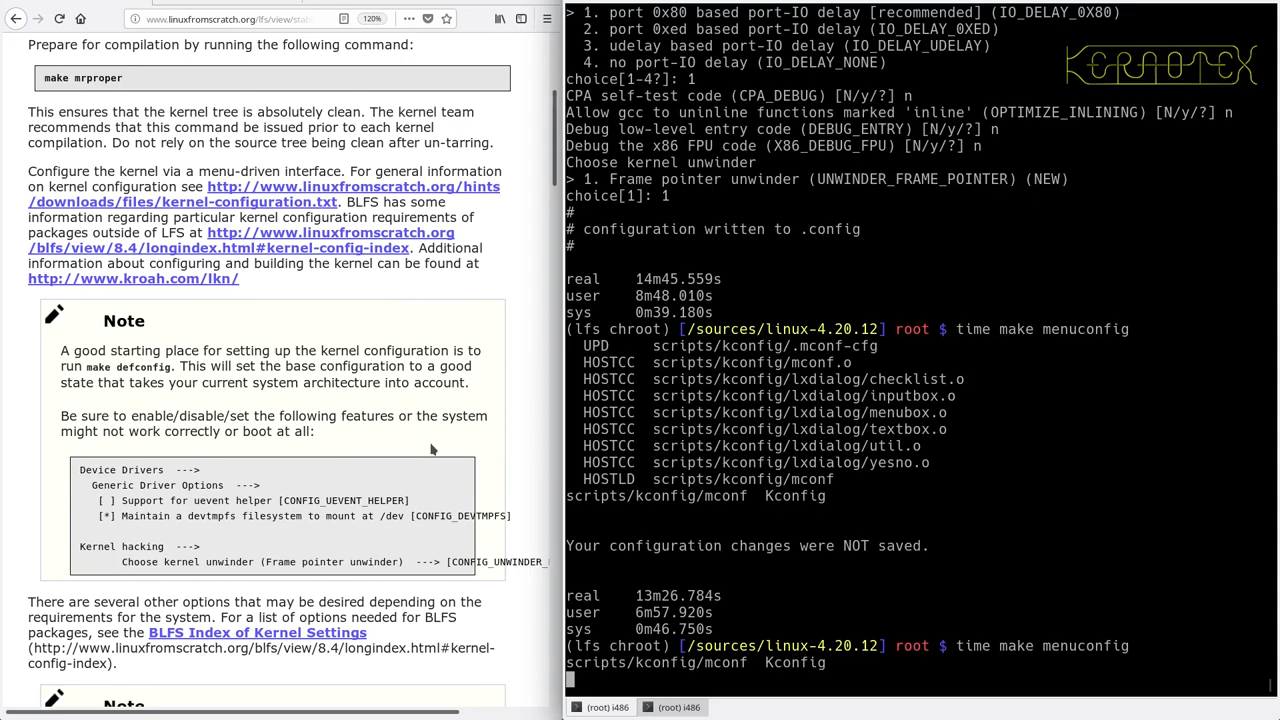 www.linuxfromscratch.org/lfs/view/stab
120%
Prepare for compilation by running the following command:
make mrproper
This ensures that the kernel tree is absolutely clean. The kernel team
recommends that this command be issued prior to each kernel
compilation. Do not rely on the source tree being clean after un-tarring.
Configure the kernel via a menu-driven interface. For general information
on kernel configuration see http://www.linuxfromscratch.org/hints
/downloads/files/kernel-configuration.txt. BLFS has some
information regarding particular kernel configuration requirements of
packages outside of LFS at http://www.linuxfromscratch.org
/blfs/view/8.4/longindex.html#kernel-config-index. Additional
information about configuring and building the kernel can be found at
http://www.kroah.com/lkn/
Note
A good starting place for setting up the kernel configuration is to
run make defconfig. This will set the base configuration to a good
state that takes your current system architecture into account.
Be sure to enable/disable/set the following features or the system
might not work correctly or boot at all:
Device Drivers --->
Generic Driver Options --->
[ ] Support for uevent helper [CONFIG_UEVENT_HELPER]
[*] Maintain a devtmpfs filesystem to mount at /dev [CONFIG_DEVTMPFS]
Kernel hacking --->
Choose kernel unwinder (Frame pointer unwinder) ---> [CONFIG_UNWINDER_
There are several other options that may be desired depending on the
requirements for the system. For a list of options needed for BLFS
packages, see the BLFS Index of Kernel Settings
(http://www.linuxfromscratch.org/blfs/view/8.4/longindex.html#kernel-
config-index).
Note
> 1. port 0x80 based port-IO delay [recommended] (IO_DELAY_0X80)
2. port 0xed based port-IO delay (IO_DELAY_0XED)
3. udelay based port-IO delay (IO_DELAY_UDELAY)
4. no port-IO delay (IO_DELAY_NONE)
choice[1-4?]: 1
CPA self-test code (CPA_DEBUG) [N/y/?] n
Allow gcc to uninline functions marked 'inline' (OPTIMIZE_INLINING) [N/y/?] n
Debug low-level entry code (DEBUG_ENTRY) [N/y/?] n
Debug the x86 FPU code (X86_DEBUG_FPU) [N/y/?] n
Choose kernel unwinder
> 1. Frame pointer unwinder (UNWINDER_FRAME_POINTER) (NEW)
choice[1]: 1
#
# configuration written to .config
#
real 14m45.559s
user 8m48.010s
sys 0m39.180s
(lfs chroot) [/sources/linux-4.20.12] root $ time make menuconfig
UPD scripts/kconfig/.mconf-cfg
HOSTCC scripts/kconfig/mconf.o
HOSTCC scripts/kconfig/lxdialog/checklist.o
HOSTCC scripts/kconfig/lxdialog/inputbox.o
HOSTCC scripts/kconfig/lxdialog/menubox.o
HOSTCC scripts/kconfig/lxdialog/textbox.o
HOSTCC scripts/kconfig/lxdialog/util.o
HOSTCC scripts/kconfig/lxdialog/yesno.o
HOSTLD scripts/kconfig/mconf
scripts/kconfig/mconf Kconfig
Your configuration changes were NOT saved.
real 13m26.784s
user 6m57.920s
sys 0m46.750s
(lfs chroot) [/sources/linux-4.20.12] root $ time make menuconfig
scripts/kconfig/mconf Kconfig
(root) i486
(root) i486